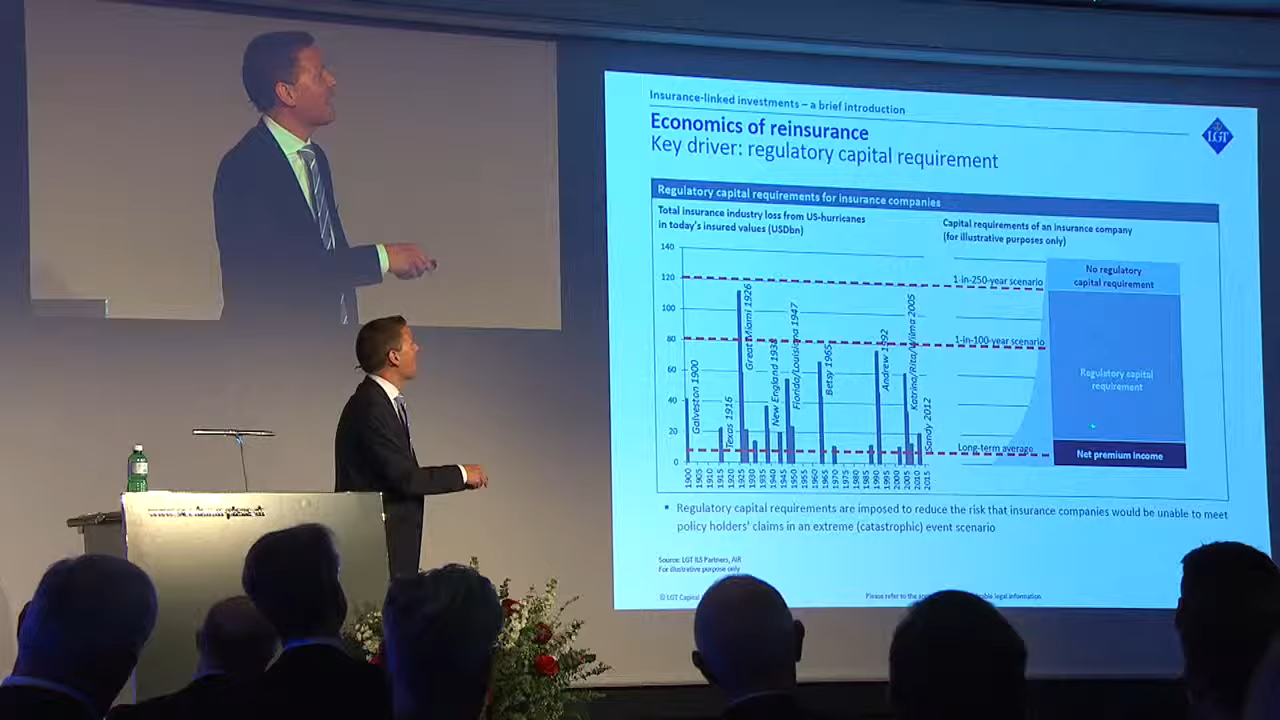 Insurance-linked investments – a brief introduction
Economics of reinsurance
Key driver: regulatory capital requirement
LGT
Regulatory capital requirements for insurance companies
Total insurance industry loss from US-hurricanes
in today's insured values (USDbn)
140
120
100
80
60
40
20
0
Galveston 1900
Texas 1916
Great Miami 1926
New England 1938
Florida/Louisiana 1947
Betsy 1965
Andrew 1992
Katrina/Rita/Wilma 2005
Sandy 2012
1900
1905
1910
1915
1920
1925
1930
1935
1940
1945
1950
1955
1960
1965
1970
1975
1980
1985
1990
1995
2000
2005
2010
2015
Capital requirements of an insurance company
(for illustrative purposes only)
1-in-250-year scenario
1-in-100-year scenario
Long-term average
No regulatory
capital requirement
Regulatory capital
requirement
Net premium income
▪ Regulatory capital requirements are imposed to reduce the risk that insurance companies would be unable to meet
policy holders' claims in an extreme (catastrophic) event scenario
Source: LGT ILS Partners, AIR
For illustrative purpose only
© LGT Capital
Please refer to the
legal information